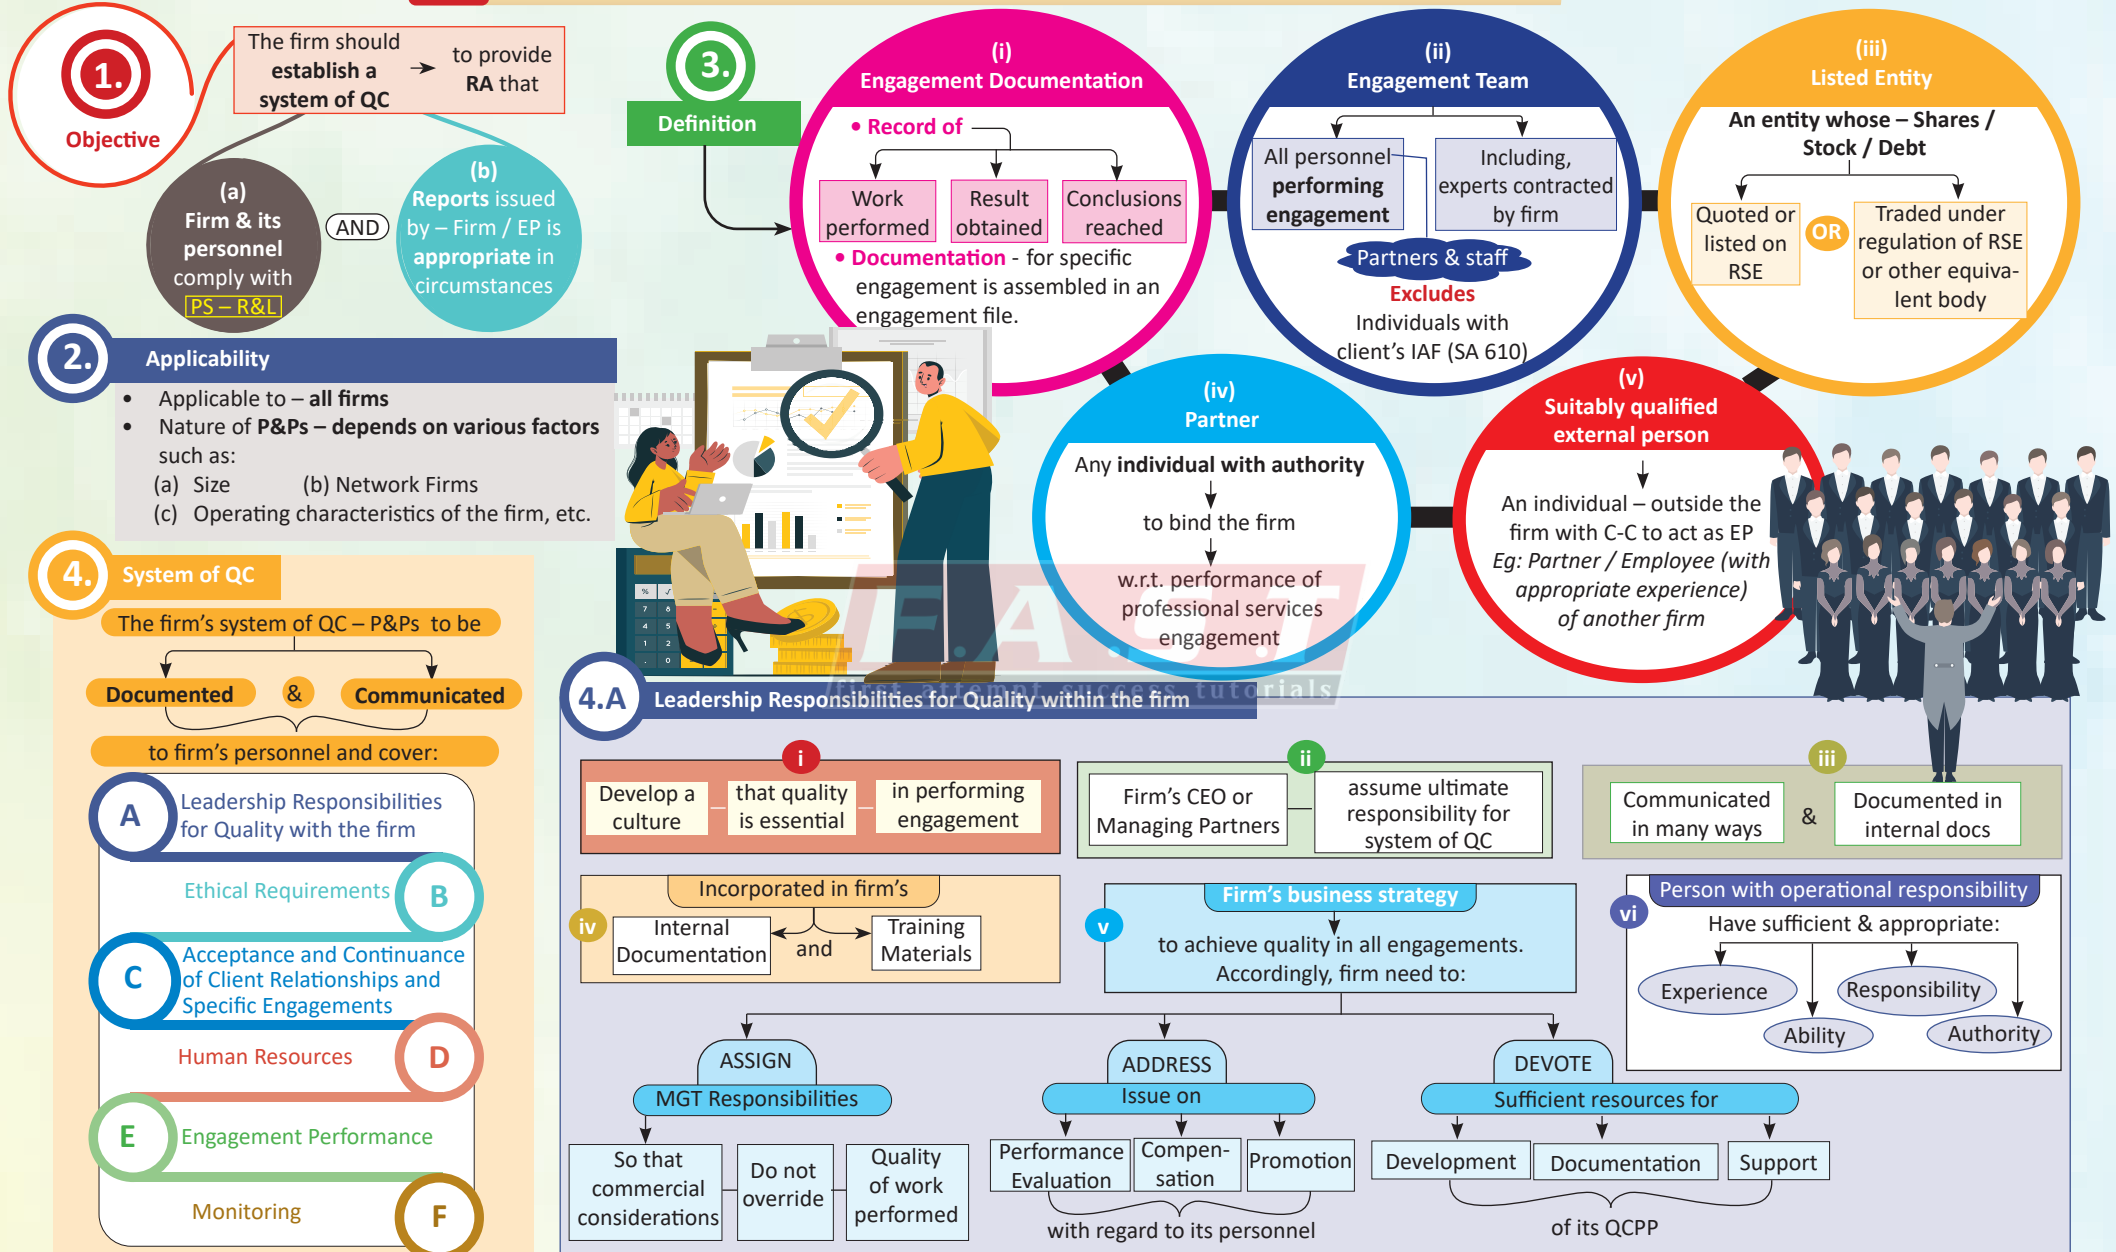 1.
Objective
The firm should
establish a
system of QC
to provide
RA that
(a)
Firm & its
personnel
comply with
PS – R&L
AND
(b)
Reports issued
by – Firm / EP is
appropriate in
circumstances
2.
Applicability
• Applicable to – all firms
• Nature of P&Ps – depends on various factors
such as:
(a) Size (b) Network Firms
(c) Operating characteristics of the firm, etc.
3.
Definition
(i)
Engagement Documentation
• Record of
Work
performed
Result
obtained
Conclusions
reached
• Documentation - for specific
engagement is assembled in an
engagement file.
(ii)
Engagement Team
All personnel
performing
engagement
Including,
experts contracted
by firm
Partners & staff
Excludes
Individuals with
client's IAF (SA 610)
(iii)
Listed Entity
An entity whose – Shares /
Stock / Debt
Quoted or
listed on
RSE
OR
Traded under
regulation of RSE
or other equiva-
lent body
(iv)
Partner
Any individual with authority
to bind the firm
w.r.t. performance of
professional services
engagement
(v)
Suitably qualified
external person
An individual – outside the
firm with C-C to act as EP
Eg: Partner / Employee (with
appropriate experience)
of another firm
% √
7 8
4 5
1 2
. 0
F.A.S.T
first attempt success tutorials
4.
System of QC
The firm's system of QC – P&Ps to be
Documented
&
Communicated
to firm's personnel and cover:
A
Leadership Responsibilities
for Quality with the firm
Ethical Requirements
B
C
Acceptance and Continuance
of Client Relationships and
Specific Engagements
Human Resources
D
E
Engagement Performance
Monitoring
F
4.A
Leadership Responsibilities for Quality within the firm
i
Develop a
culture
that quality
is essential
in performing
engagement
ii
Firm's CEO or
Managing Partners
assume ultimate
responsibility for
system of QC
iii
Communicated
in many ways
&
Documented in
internal docs
iv
Incorporated in firm's
Internal
Documentation
and
Training
Materials
v
Firm's business strategy
to achieve quality in all engagements.
Accordingly, firm need to:
vi
Person with operational responsibility
Have sufficient & appropriate:
Experience
Ability
Responsibility
Authority
ASSIGN
MGT Responsibilities
So that
commercial
considerations
Do not
override
Quality
of work
performed
ADDRESS
Issue on
Performance
Evaluation
Compen-
sation
Promotion
with regard to its personnel
DEVOTE
Sufficient resources for
Development
Documentation
Support
of its QCPP